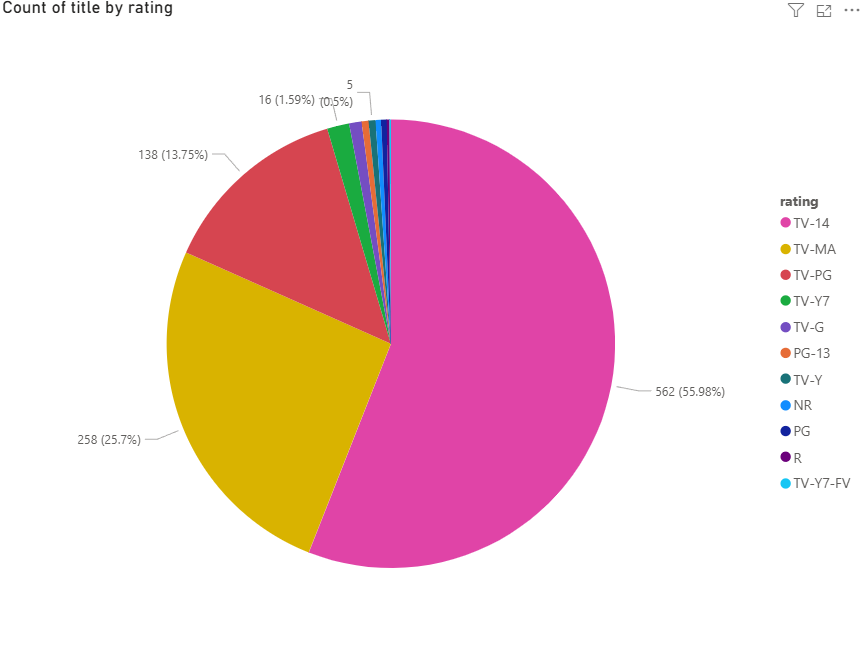 Count of title by rating
5
(0.5%)
16 (1.59%)
138 (13.75%)
258 (25.7%)
562 (55.98%)
rating
TV-14
TV-MA
TV-PG
TV-Y7
TV-G
PG-13
TV-Y
NR
PG
R
TV-Y7-FV